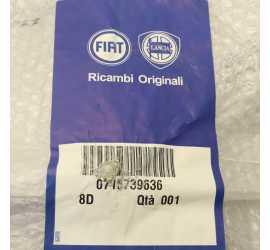 FIAT
LANCIA
Ricambi Originali
0715739636
8D Qtà 001